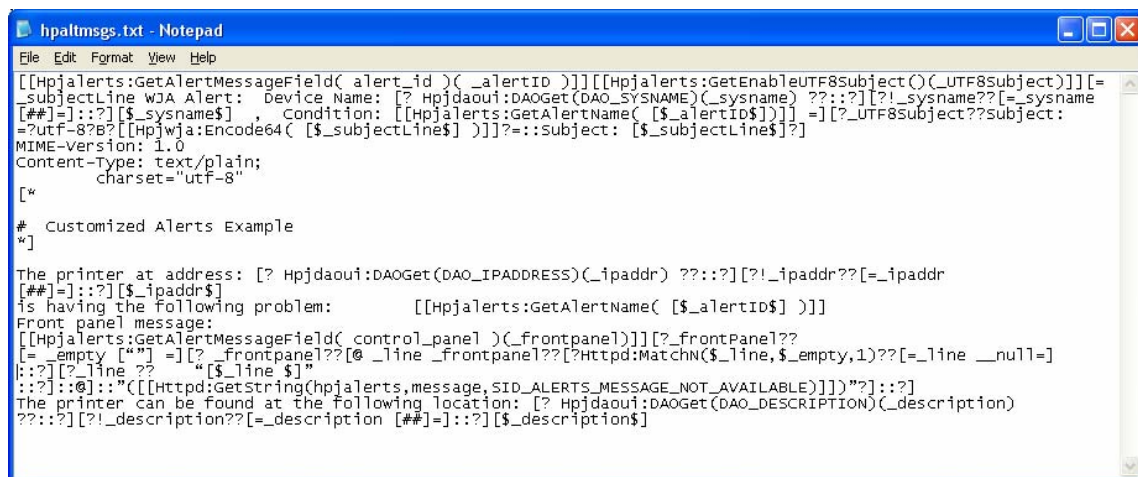 hpaltmsgs.txt - Notepad
File Edit Format View Help
[[Hpjalerts:GetAlertMessageField( alert_id )( _alertID )]][[Hpjalerts:GetEnableUTF8Subject()(_UTF8Subject)]][=
_subjectLine WJA Alert:  Device Name: [? Hpjdaoui:DAOGet(DAO_SYSNAME)(_sysname) ??::?][?!_sysname??[=_sysname
[##]=]::?][$_sysname$]  ,  Condition: [[Hpjalerts:GetAlertName( [$_alertID$])]] =][?_UTF8Subject??Subject:
=?utf-8?B?[[Hpjwja:Encode64( [$_subjectLine$] )]]?=::Subject: [$_subjectLine$]?]
MIME-Version: 1.0
Content-Type: text/plain;
        charset="utf-8"
[*
#  Customized Alerts Example
*]
The printer at address: [? Hpjdaoui:DAOGet(DAO_IPADDRESS)(_ipaddr) ??::?][?!_ipaddr??[=_ipaddr
[##]=]::?][$_ipaddr$]
is having the following problem:        [[Hpjalerts:GetAlertName( [$_alertID$] )]]
Front panel message:
[[Hpjalerts:GetAlertMessageField( control_panel )(_frontpanel)]][?_frontPanel??
[= _empty [“”] =][? _frontpanel??[@ _line _frontpanel??[?Httpd:MatchN($_line,$_empty,1)??[=_line __null=]
::?][?_line ??    “[$_line $]”
::?]::@]::”([[Httpd:GetString(hpjalerts,message,SID_ALERTS_MESSAGE_NOT_AVAILABLE)]])”?]::?]
The printer can be found at the following location: [? Hpjdaoui:DAOGet(DAO_DESCRIPTION)(_description)
??::?][?!_description??[=_description [##]=]::?][$_description$]